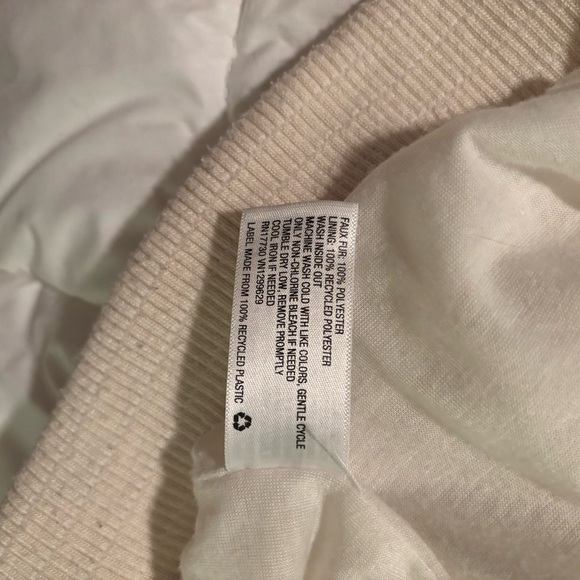 FAUX FUR: 100% POLYESTER
LINING: 100% RECYCLED POLYESTER
WASH INSIDE OUT
MACHINE WASH COLD WITH LIKE COLORS, GENTLE CYCLE
ONLY NON-CHLORINE BLEACH IF NEEDED
TUMBLE DRY LOW. REMOVE PROMPTLY
COOL IRON IF NEEDED
RN17730 VN1299629
LABEL MADE FROM 100% RECYCLED PLASTIC